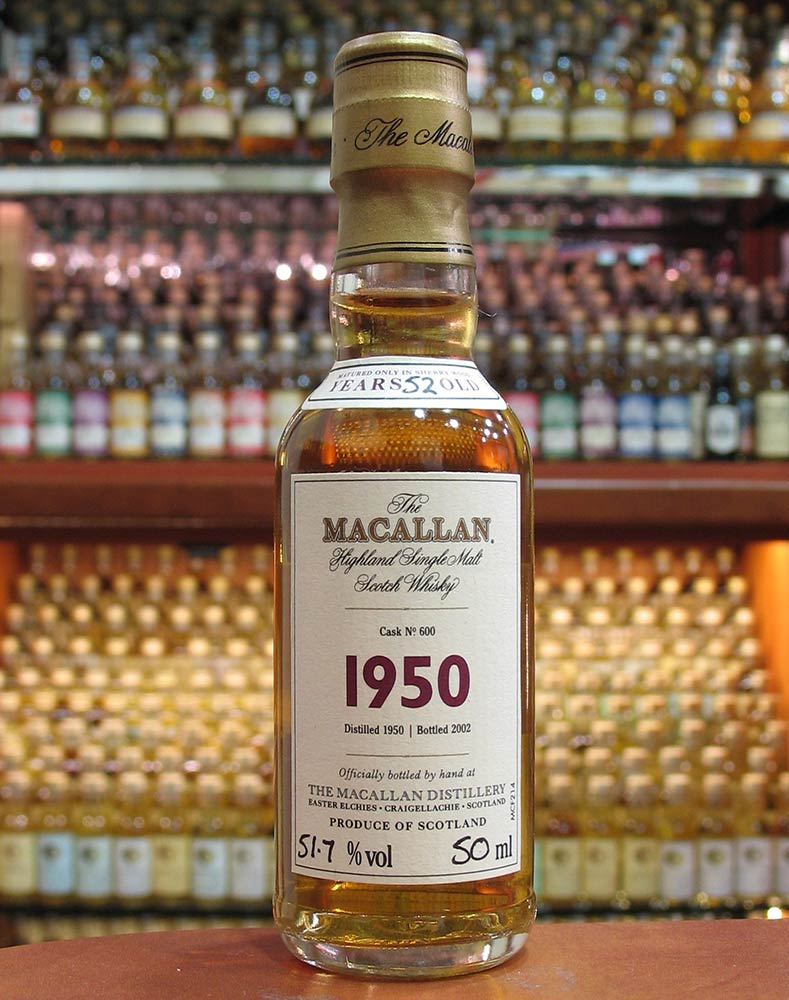 The Macal
MATURED ONLY IN SHERRY WOOD
YEARS 52 OLD
The
MACALLAN.
Highland Single Malt
Scotch Whisky
Cask Nº 600
1950
Distilled 1950 | Bottled 2002
Officially bottled by hand at
THE MACALLAN DISTILLERY
EASTER ELCHIES · CRAIGELLACHIE · SCOTLAND
PRODUCE OF SCOTLAND
51.7 %vol 50 ml
MCF214